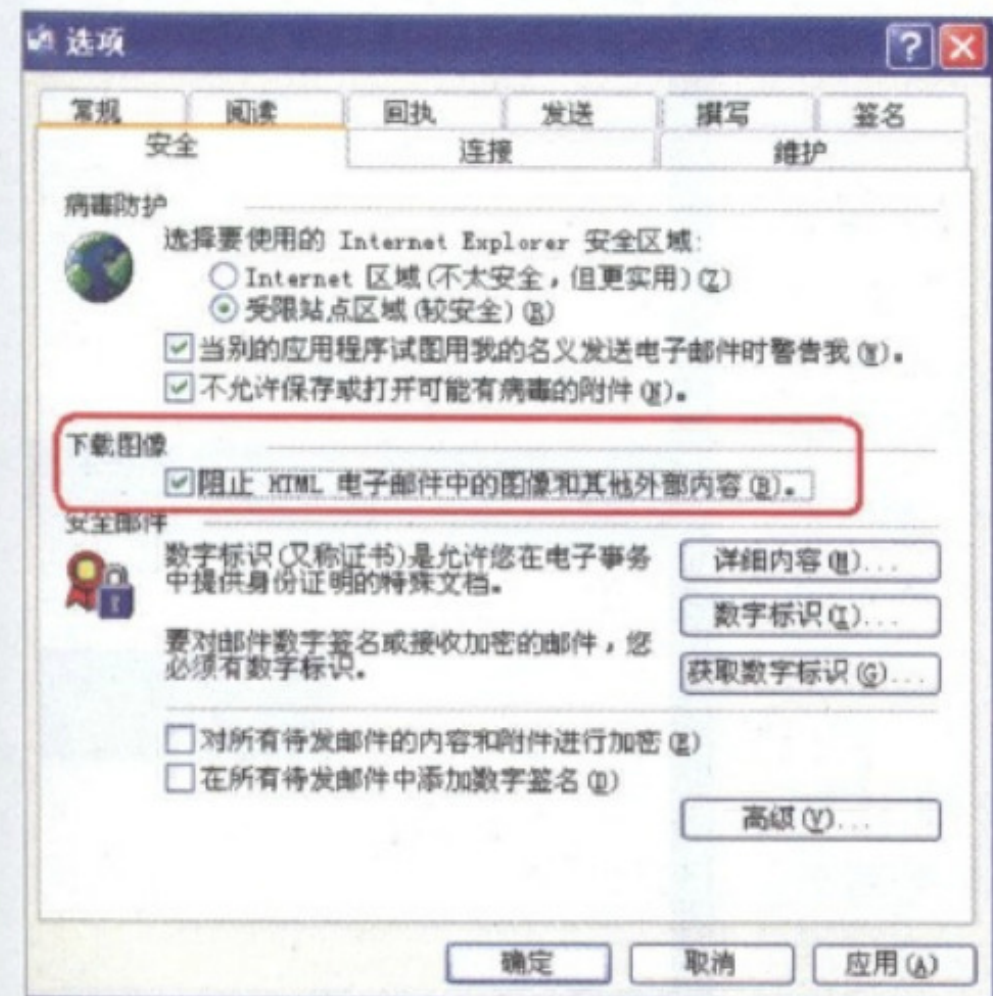 选项
常规 阅读 回执 发送 撰写 签名
安全 连接 维护
病毒防护
选择要使用的 Internet Explorer 安全区域:
Internet 区域(不太安全，但更实用)(Z)
受限站点区域(较安全)(R)
当别的应用程序试图用我的名义发送电子邮件时警告我(W)。
不允许保存或打开可能有病毒的附件(N)。
下载图像
阻止 HTML 电子邮件中的图像和其他外部内容(B)。
安全邮件
数字标识(又称证书)是允许您在电子事务
中提供身份证明的特殊文档。
详细内容(M)...
数字标识(I)...
要对邮件数字签名或接收加密的邮件，您
必须有数字标识。
获取数字标识(G)...
对所有待发邮件的内容和附件进行加密(E)
在所有待发邮件中添加数字签名(D)
高级(V)...
确定 取消 应用(A)